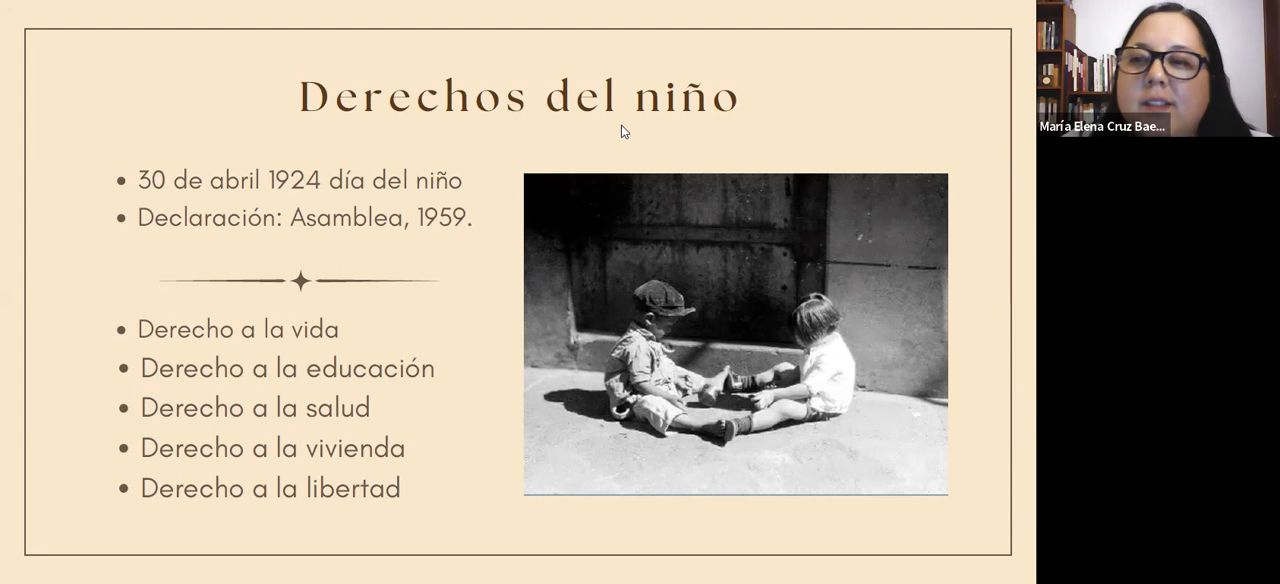 Derechos del niño
• 30 de abril 1924 día del niño
• Declaración: Asamblea, 1959.
• Derecho a la vida
• Derecho a la educación
• Derecho a la salud
• Derecho a la vivienda
• Derecho a la libertad
María Elena Cruz Bae...